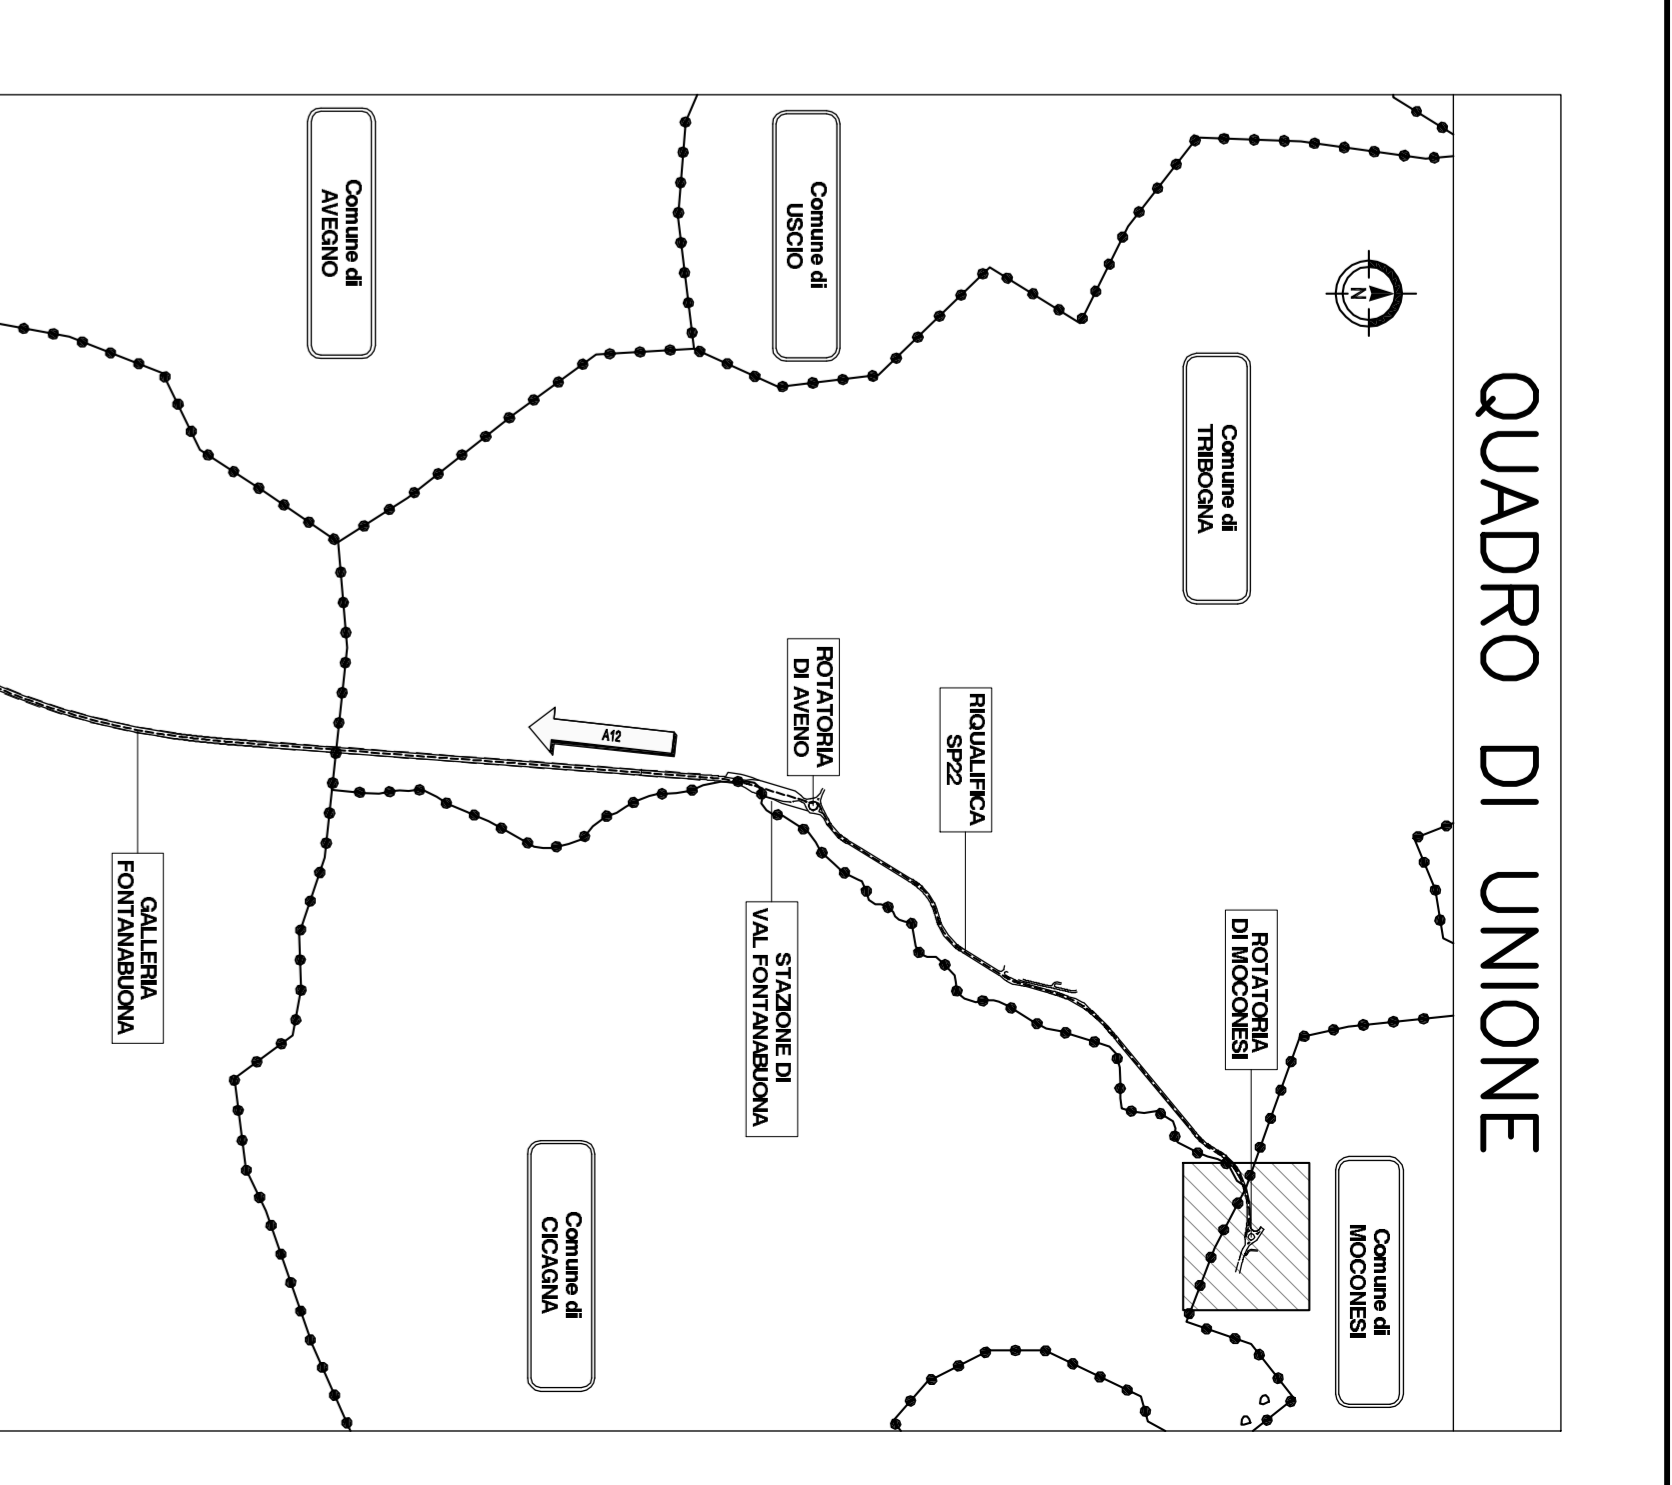 QUADRO DI UNIONE
N
Comune di
MOCONESI
ROTATORIA
DI MOCONESI
Comune di
TRIBOGNA
RIQUALIFICA
SP22
Comune di
USCIO
ROTATORIA
DI AVENO
STAZIONE DI
VAL FONTANABUONA
A12
Comune di
CICAGNA
Comune di
AVEGNO
GALLERIA
FONTANABUONA